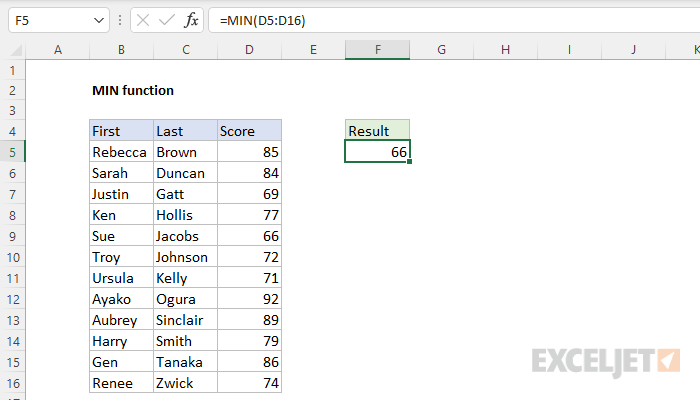 F5 fx =MIN(D5:D16)
A B C D E F G H I J K
1
2 MIN function
3
4 First Last Score Result
5 Rebecca Brown 85 66
6 Sarah Duncan 84
7 Justin Gatt 69
8 Ken Hollis 77
9 Sue Jacobs 66
10 Troy Johnson 72
11 Ursula Kelly 71
12 Ayako Ogura 92
13 Aubrey Sinclair 89
14 Harry Smith 79
15 Gen Tanaka 86
16 Renee Zwick 74
EXCELJET